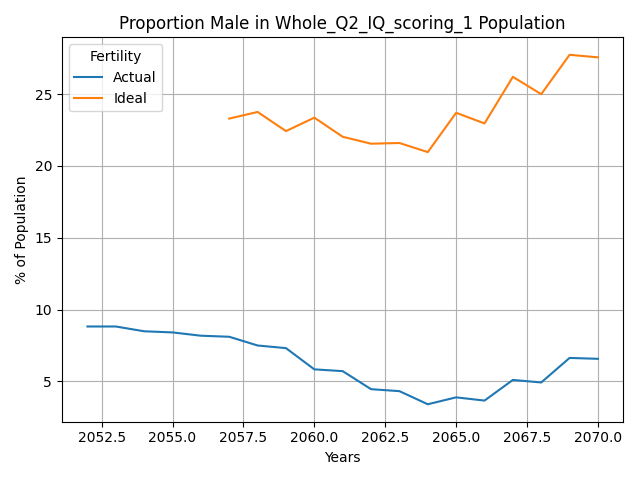 Proportion Male in Whole_Q2_IQ_scoring_1 Population
Fertility
Actual
Ideal
% of Population
25
20
15
10
5
2052.5 2055.0 2057.5 2060.0 2062.5 2065.0 2067.5 2070.0
Years